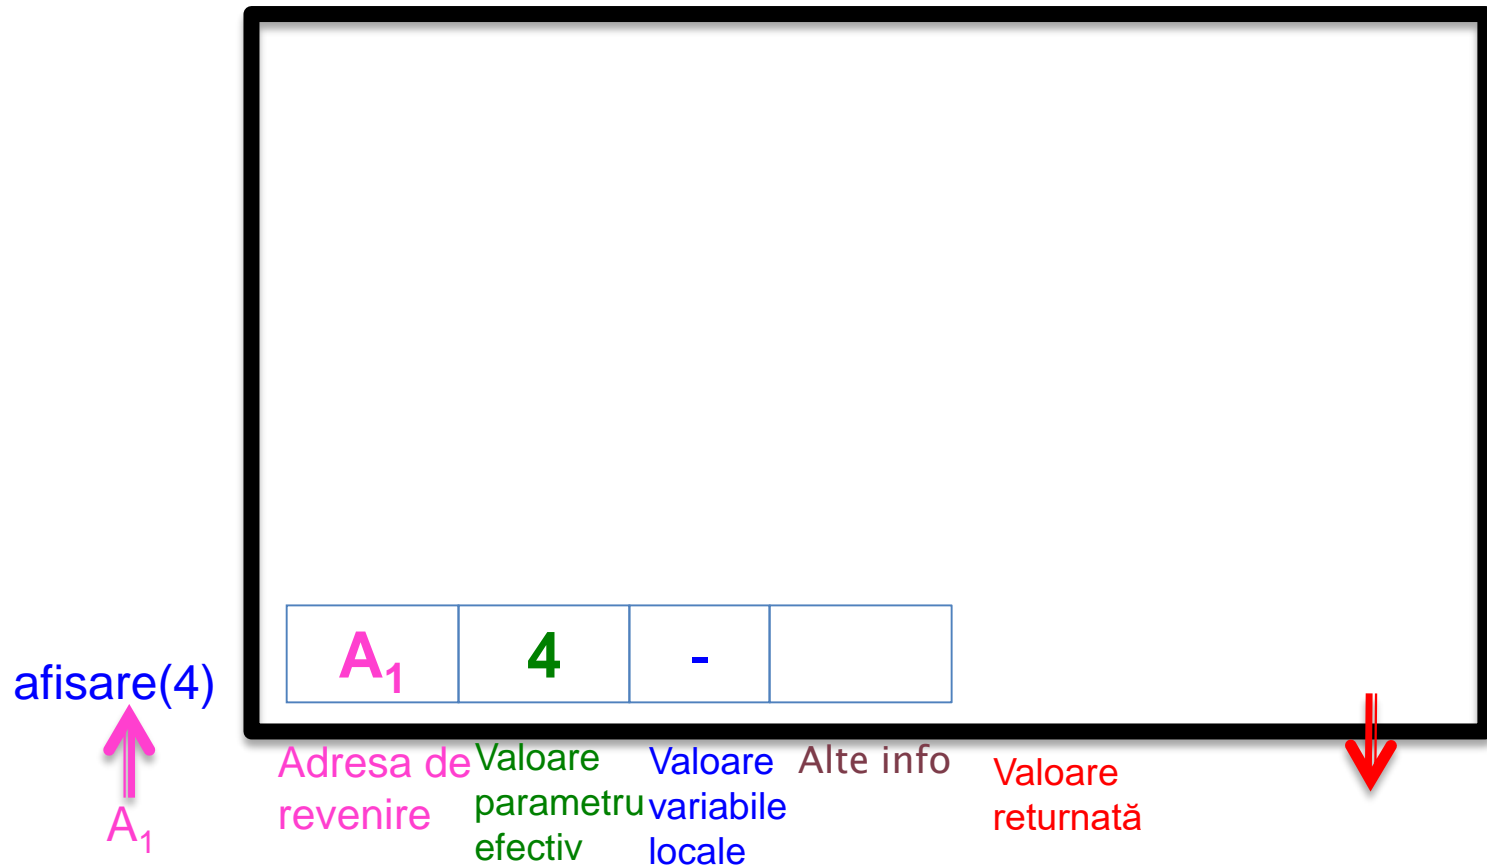 A₁ 4 -
afisare(4)
A₁
Adresa de
revenire
Valoare
parametru
efectiv
Valoare
variabile
locale
Alte info
Valoare
returnată